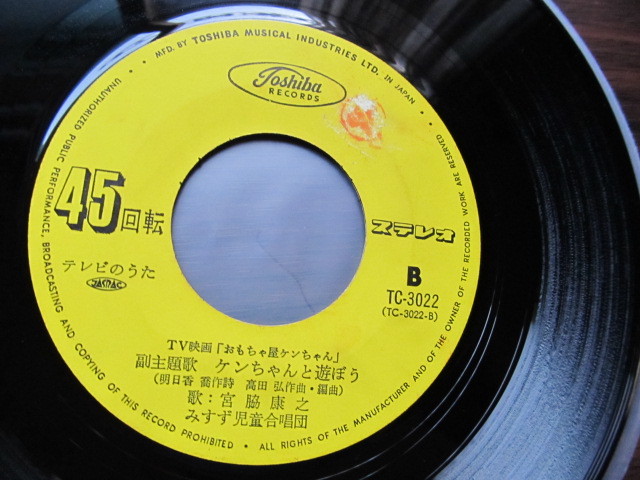 MFD. BY TOSHIBA MUSICAL INDUSTRIES LTD. IN JAPAN
Toshiba
RECORDS
45回転
ステレオ
テレビのうた
JASRAC
B
TC-3022
(TC-3022-B)
TV映画「おもちゃ屋ケンちゃん」
副主題歌 ケンちゃんと遊ぼう
(明日香 喬作詩 高田 弘作曲・編曲)
歌:宮脇康之
みすず児童合唱団
UNAUTHORIZED PUBLIC PERFORMANCE, BROADCASTING AND COPYING OF THIS RECORD PROHIBITED • ALL RIGHTS OF THE MANUFACTURER AND OF THE OWNER OF THE RECORDED WORK ARE RESERVED